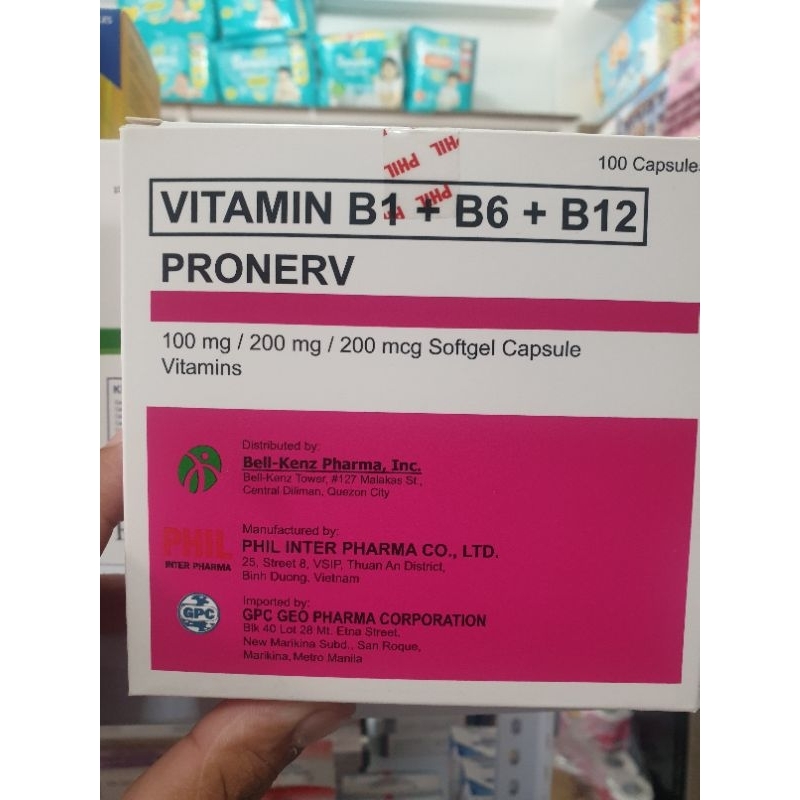 100 Capsule
PHIL PHIL
PHIL
VITAMIN B1 + B6 + B12
PRONERV
100 mg / 200 mg / 200 mcg Softgel Capsule
Vitamins
Distributed by:
Bell-Kenz Pharma, Inc.
Bell-Kenz Tower, #127 Malakas St.,
Central Diliman, Quezon City
Manufactured by:
PHIL
INTER PHARMA
PHIL INTER PHARMA CO., LTD.
25, Street 8, VSIP, Thuan An District,
Binh Duong, Vietnam
Imported by:
GPC
GPC GEO PHARMA CORPORATION
Blk 40 Lot 28 Mt. Etna Street,
New Marikina Subd., San Roque,
Marikina, Metro Manila